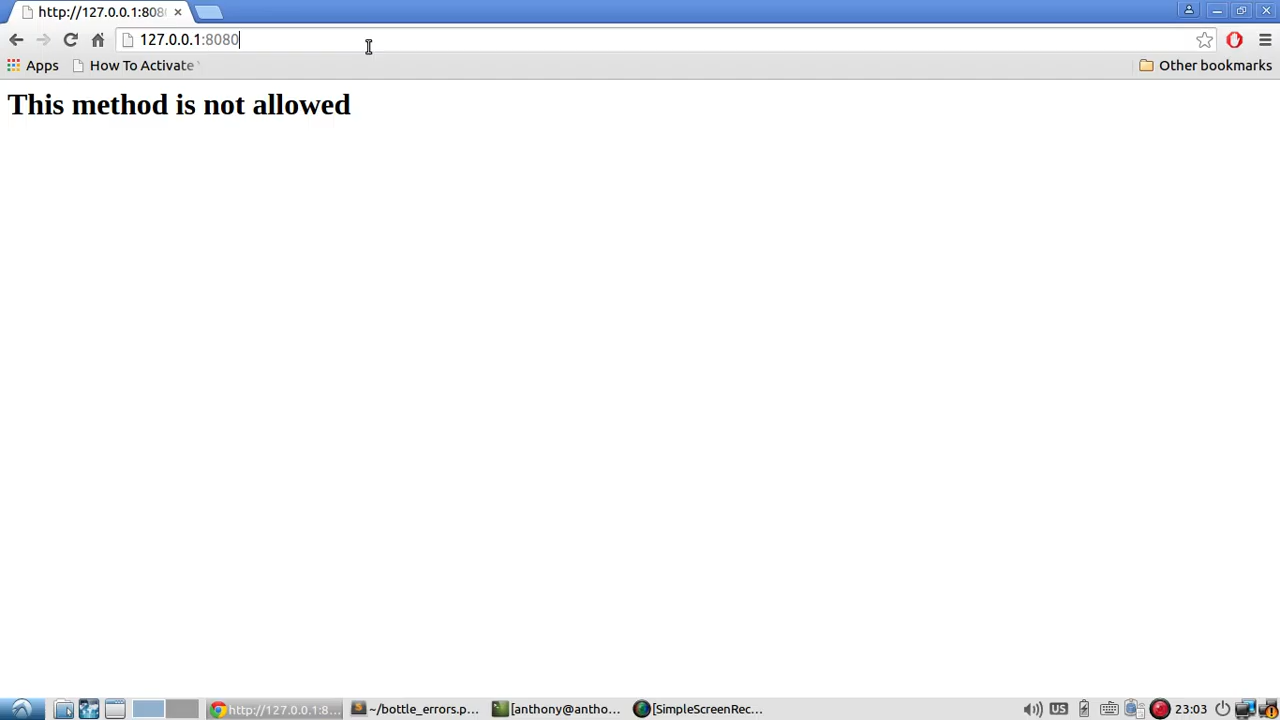 http://127.0.0.1:808
127.0.0.1:8080
Apps
How To Activate
Other bookmarks
This method is not allowed
http://127.0.0.1:8...
~/bottle_errors.p...
[anthony@antho...
[SimpleScreenRec...
US
23:03